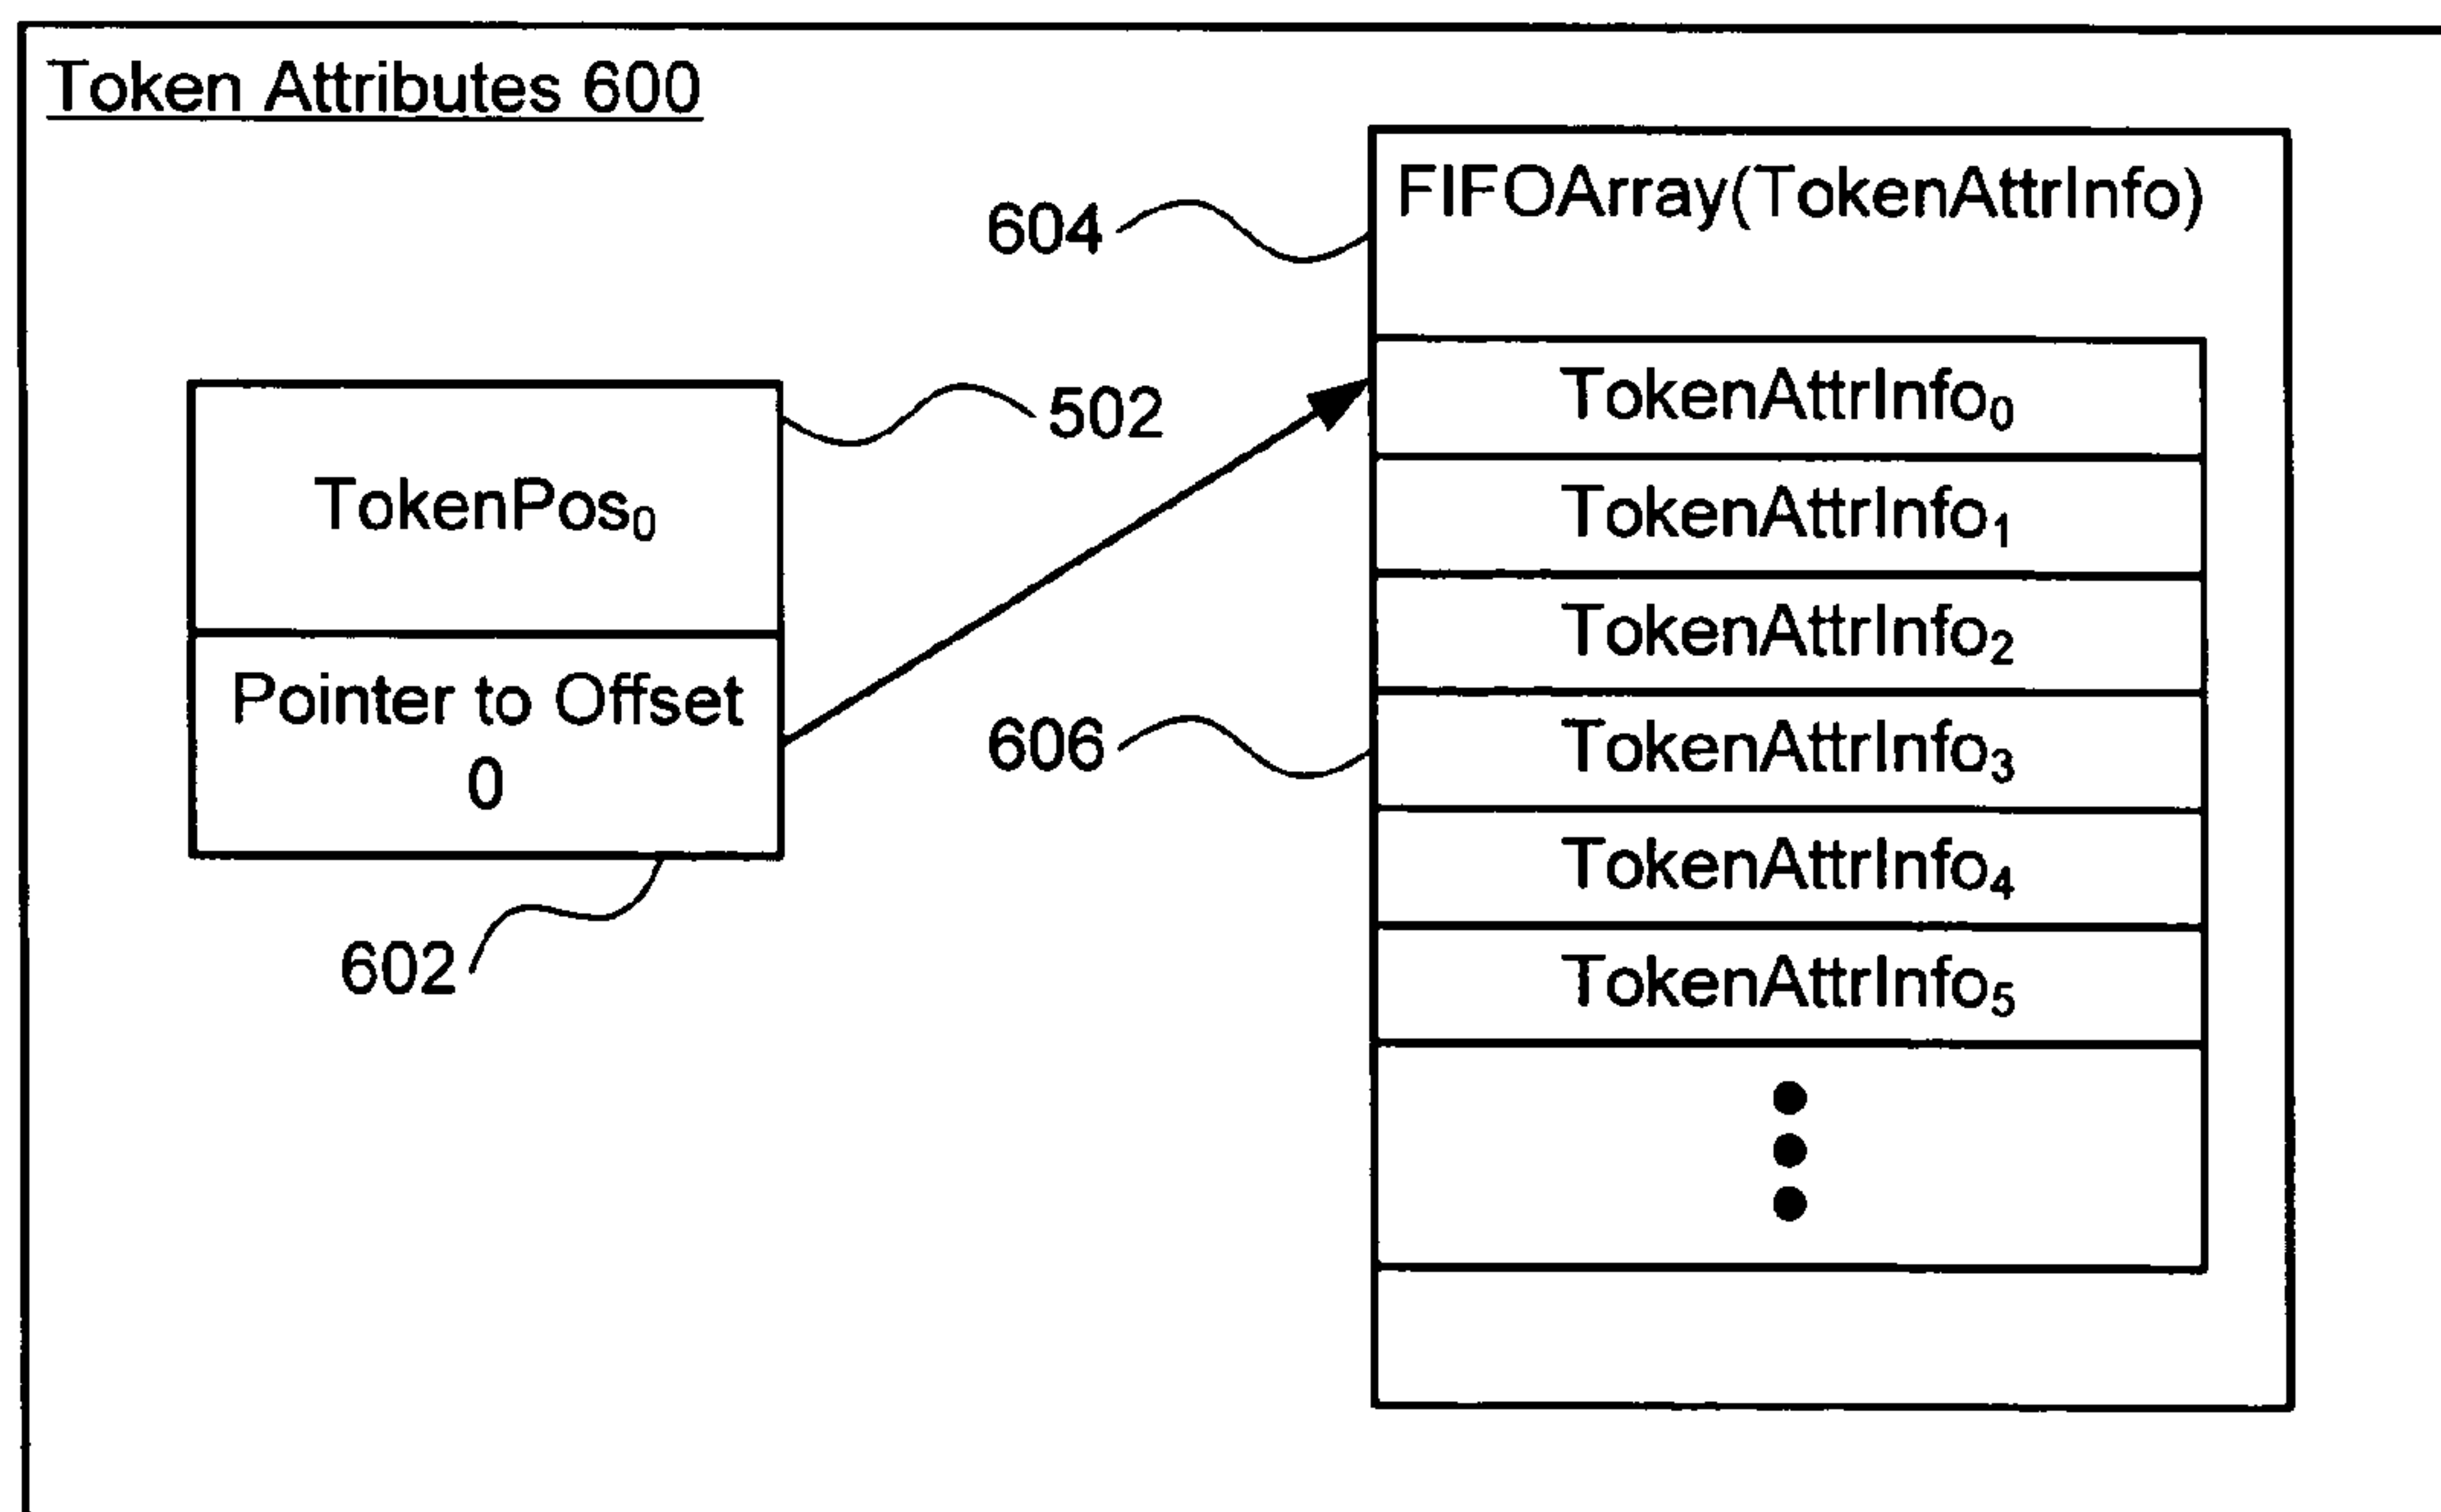 Token Attributes 600
604
FIFOArray(TokenAttrInfo)
502
TokenPos₀
Pointer to Offset
0
602
606
TokenAttrInfo₀
TokenAttrInfo₁
TokenAttrInfo₂
TokenAttrInfo₃
TokenAttrInfo₄
TokenAttrInfo₅